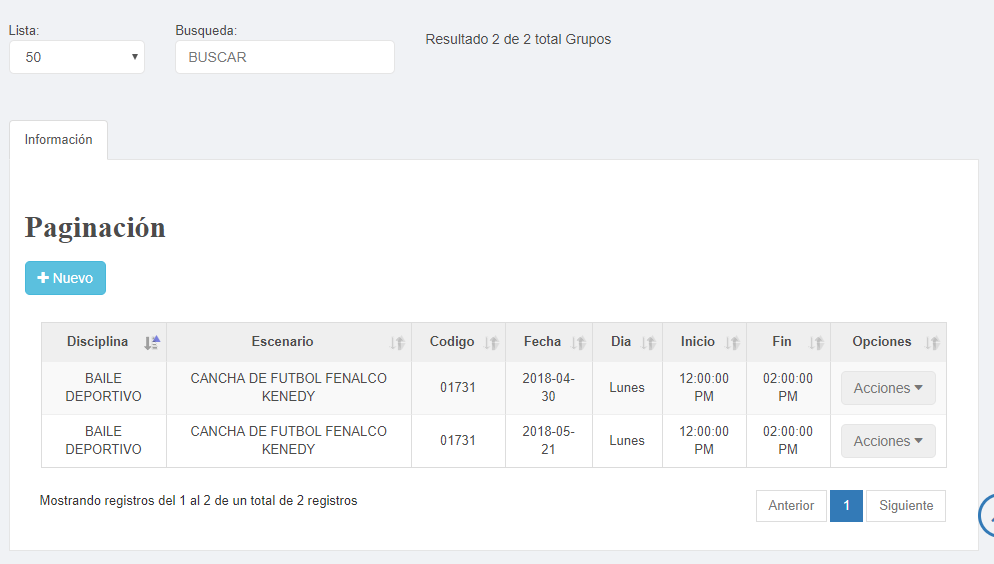 Lista:
Busqueda:
Resultado 2 de 2 total Grupos
50
BUSCAR
Información
Paginación
Nuevo
Disciplina Escenario Codigo Fecha Dia Inicio Fin Opciones
BAILE
DEPORTIVO
CANCHA DE FUTBOL FENALCO
KENEDY
01731
2018-04-
30
Lunes
12:00:00
PM
02:00:00
PM
Acciones
BAILE
DEPORTIVO
CANCHA DE FUTBOL FENALCO
KENEDY
01731
2018-05-
21
Lunes
12:00:00
PM
02:00:00
PM
Acciones
Mostrando registros del 1 al 2 de un total de 2 registros
Anterior 1 Siguiente